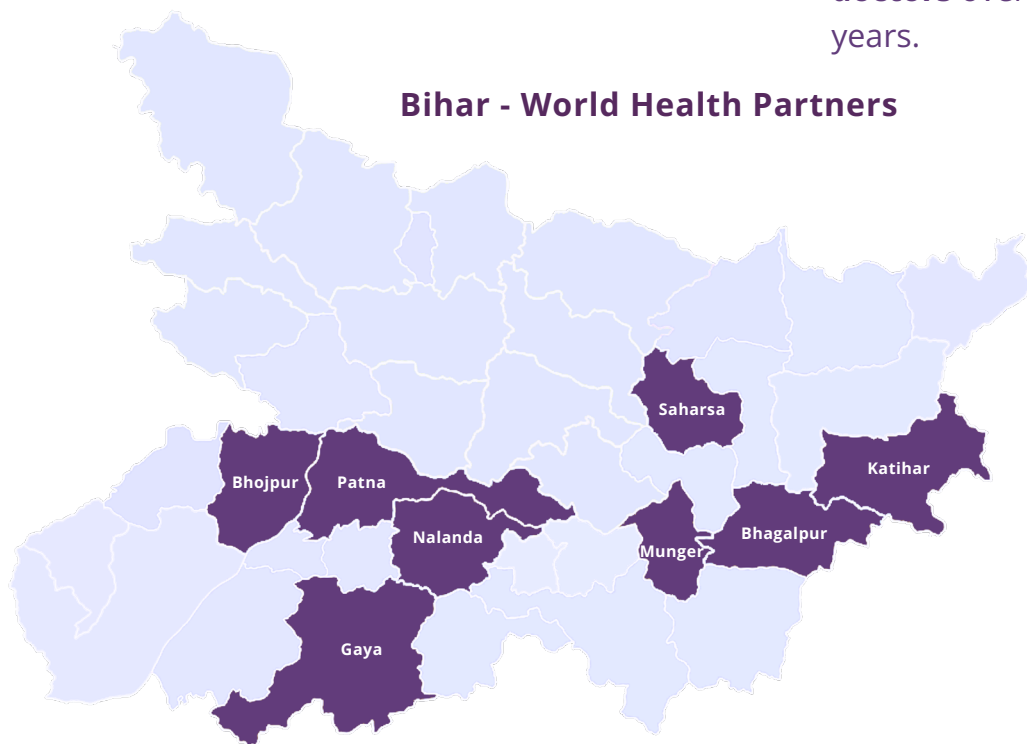 years.
Bihar - World Health Partners
Saharsa
Katihar
Bhojpur
Patna
Nalanda
Munger
Bhagalpur
Gaya